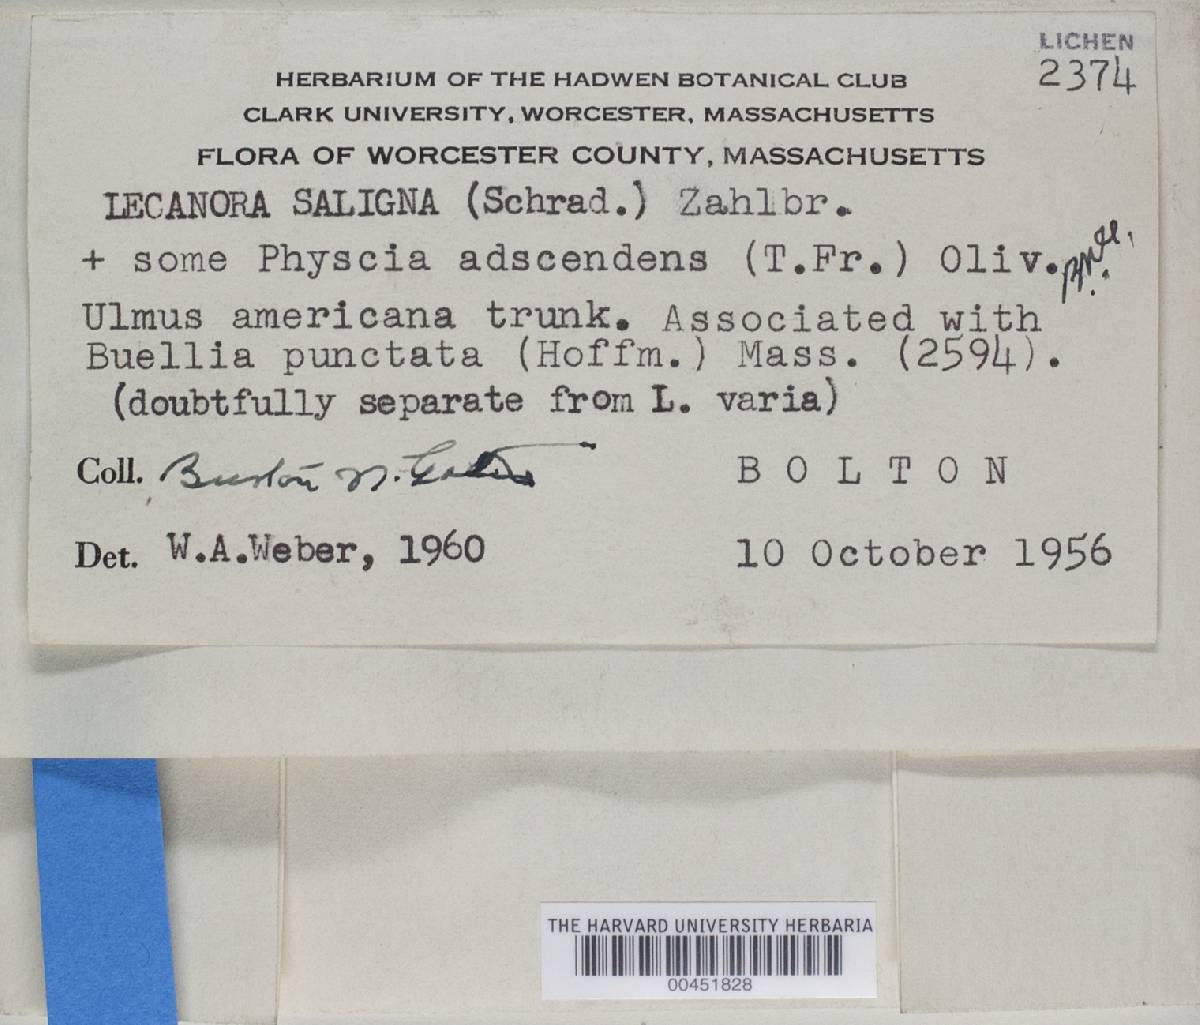 LICHEN
2374
HERBARIUM OF THE HADWEN BOTANICAL CLUB
CLARK UNIVERSITY, WORCESTER, MASSACHUSETTS
FLORA OF WORCESTER COUNTY, MASSACHUSETTS
LECANORA SALIGNA (Schrad.) Zahlbr.
+ some Physcia adscendens (T.Fr.) Oliv.
Ulmus americana trunk. Associated with
Buellia punctata (Hoffm.) Mass. (2594).
(doubtfully separate from L. varia)
Coll. Burton N. Gates
BOLTON
Det. W.A.Weber, 1960
10 October 1956
THE HARVARD UNIVERSITY HERBARIA
00451828